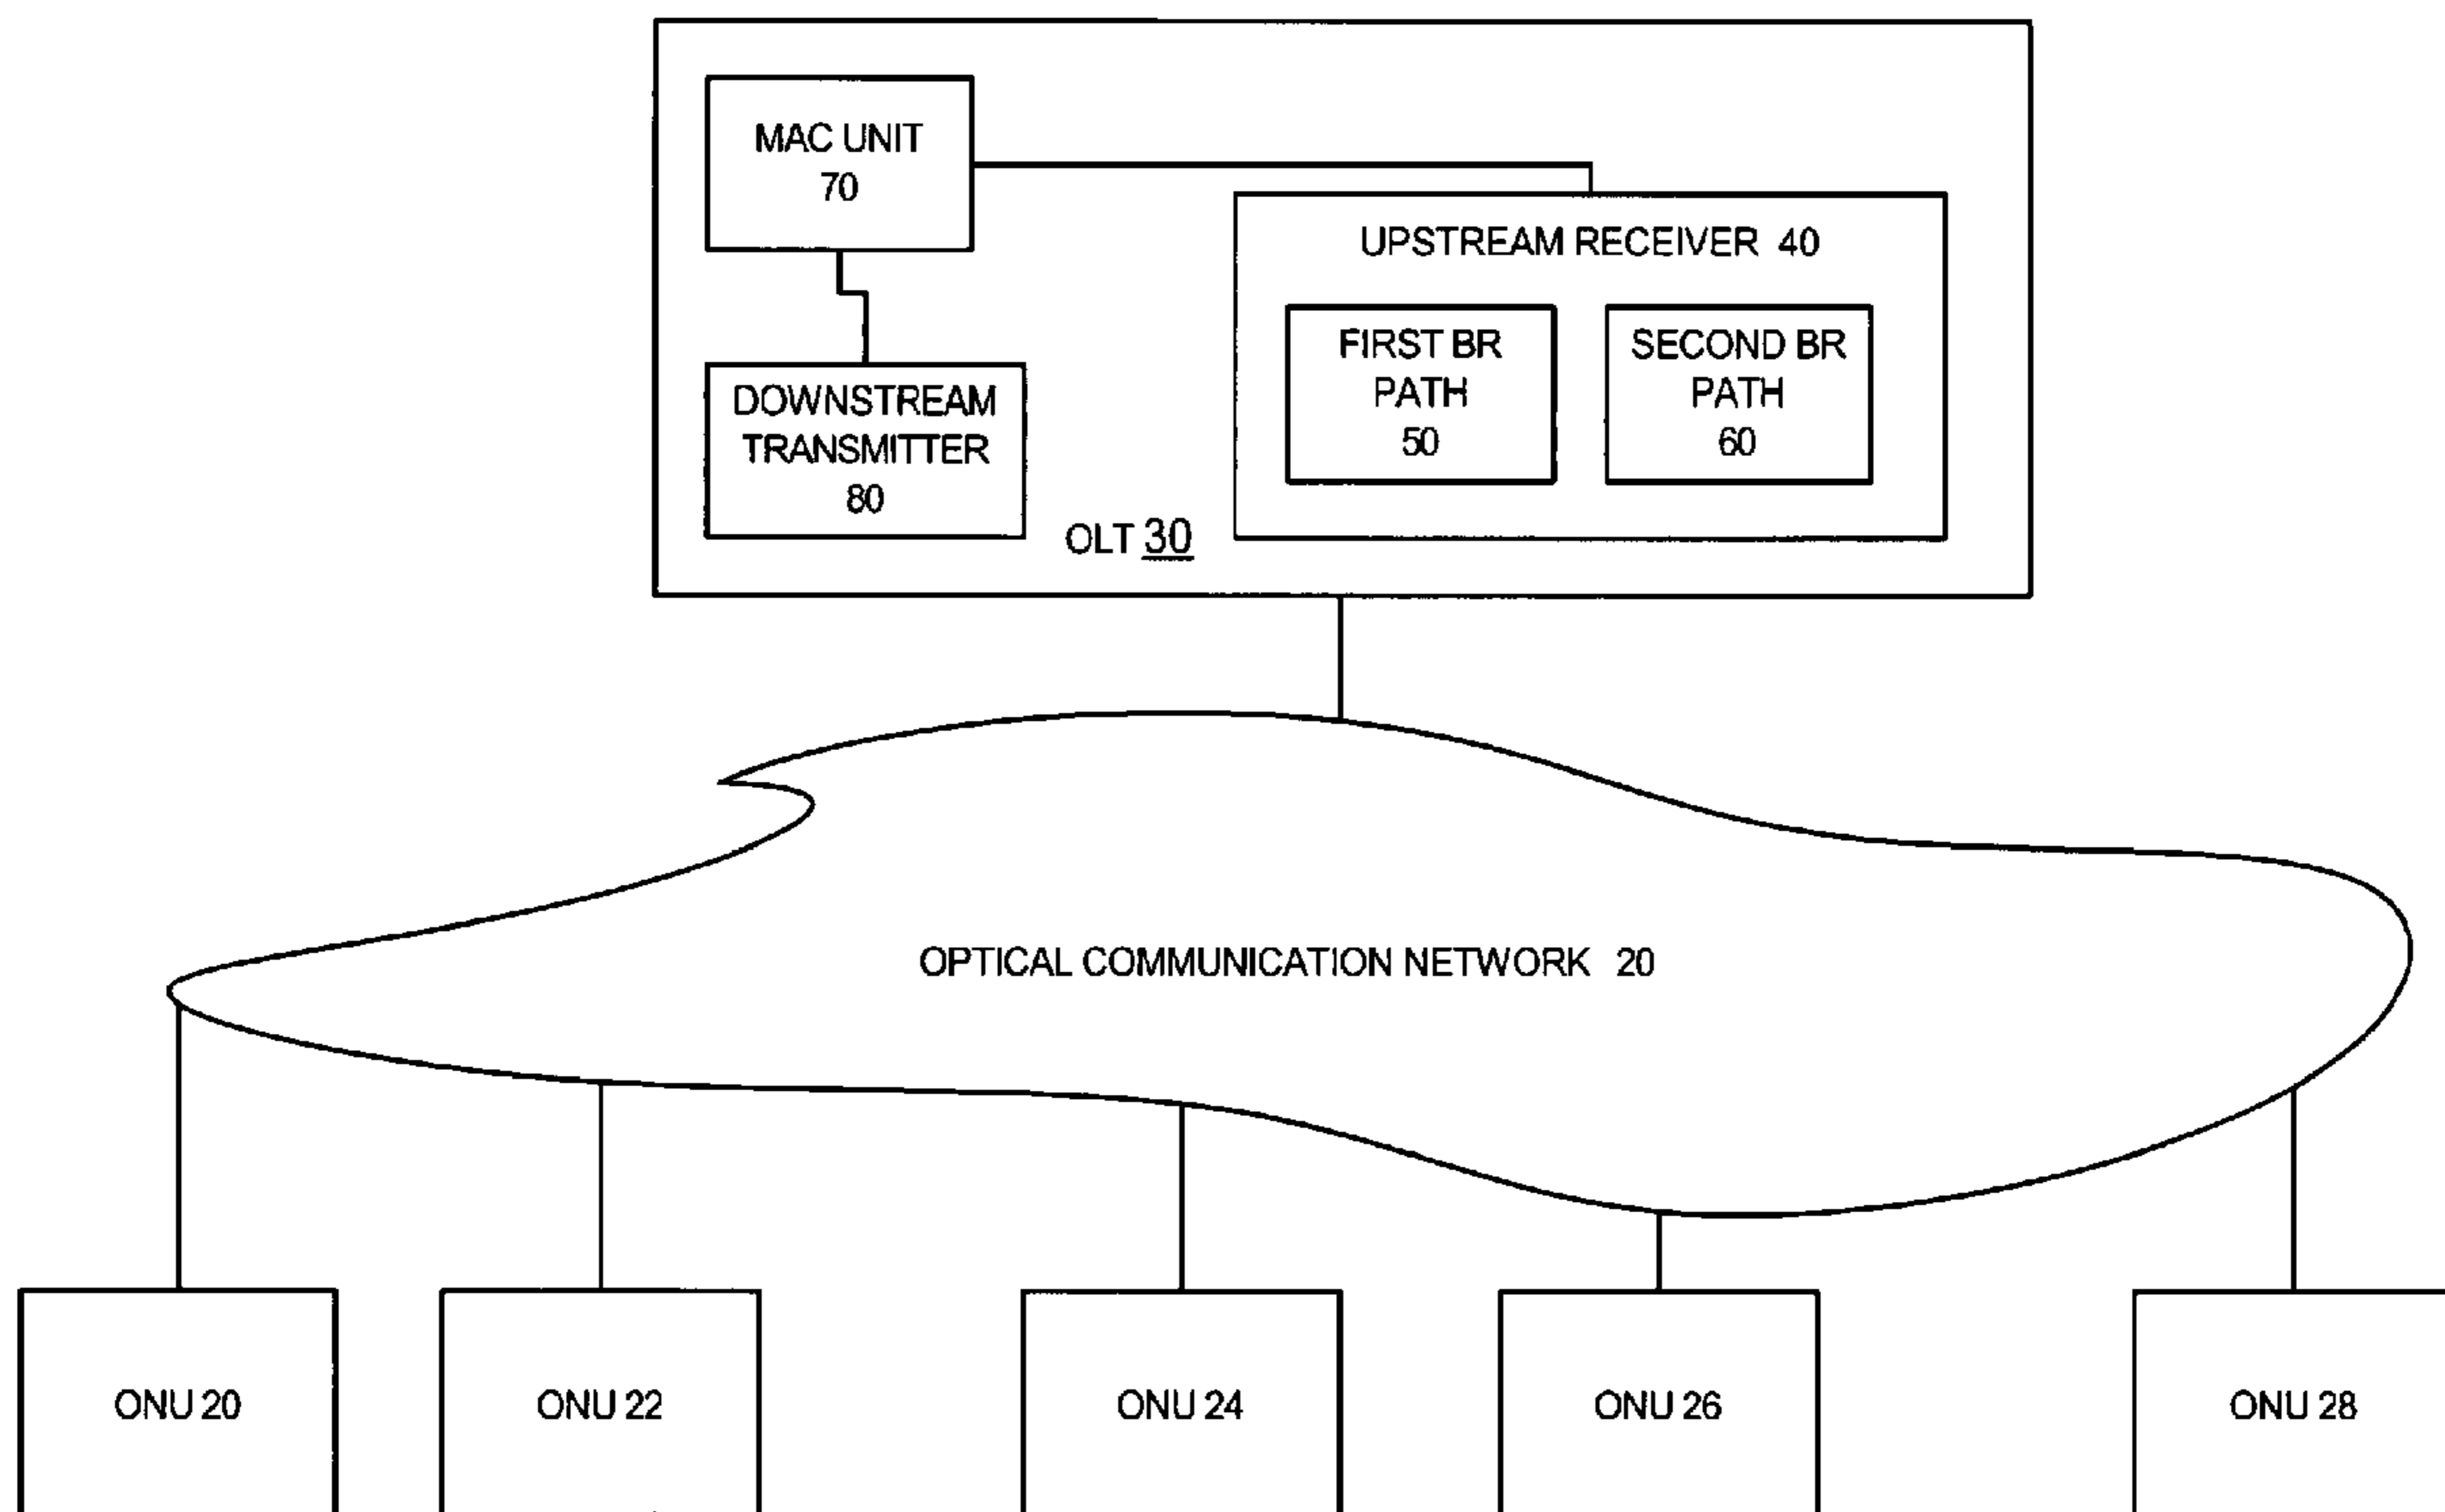 MAC UNIT
70
UPSTREAM RECEIVER 40
FIRST BR
PATH
50
SECOND BR
PATH
60
DOWNSTREAM
TRANSMITTER
80
OLT 30
OPTICAL COMMUNICATION NETWORK 20
ONU 20
ONU 22
ONU 24
ONU 26
ONU 28